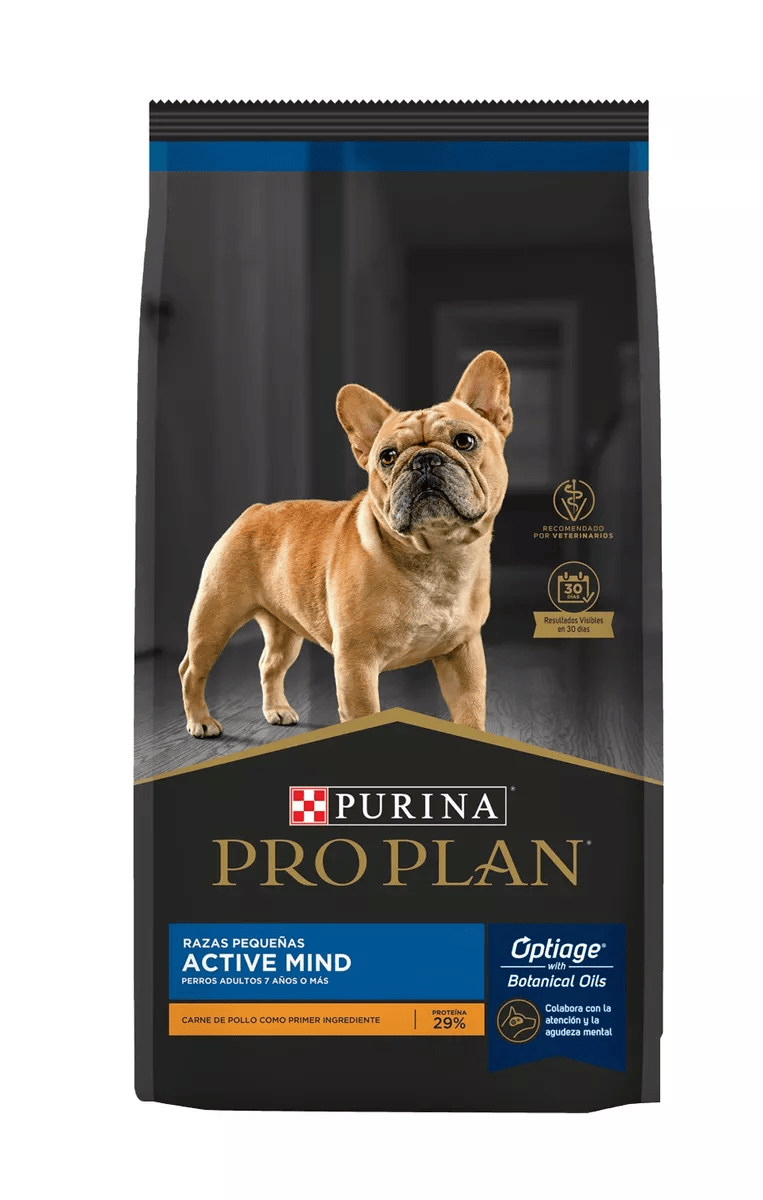 RECOMENDADO
POR VETERINARIOS
30
DÍAS
Resultados Visibles
en 30 días
PURINA®
PRO PLAN®
RAZAS PEQUEÑAS
ACTIVE MIND
PERROS ADULTOS 7 AÑOS O MÁS
CARNE DE POLLO COMO PRIMER INGREDIENTE
PROTEÍNA
29%
Optiage®
with
Botanical Oils
Colabora con la
atención y la
agudeza mental